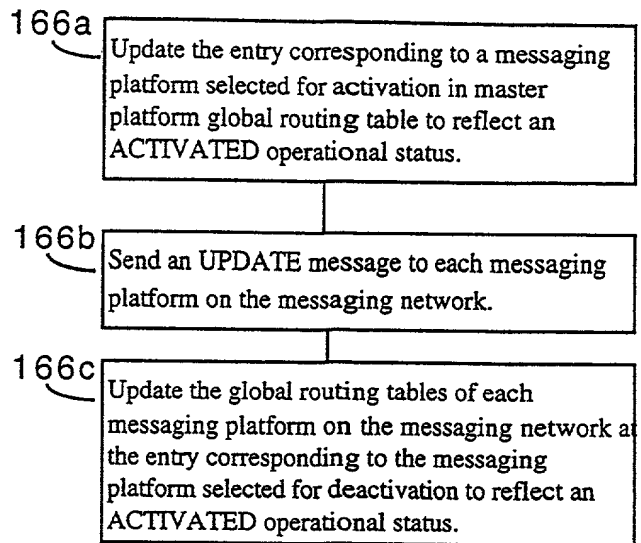 166a
Update the entry corresponding to a messaging
platform selected for activation in master
platform global routing table to reflect an
ACTIVATED operational status.
166b
Send an UPDATE message to each messaging
platform on the messaging network.
166c
Update the global routing tables of each
messaging platform on the messaging network at
the entry corresponding to the messaging
platform selected for deactivation to reflect an
ACTIVATED operational status.